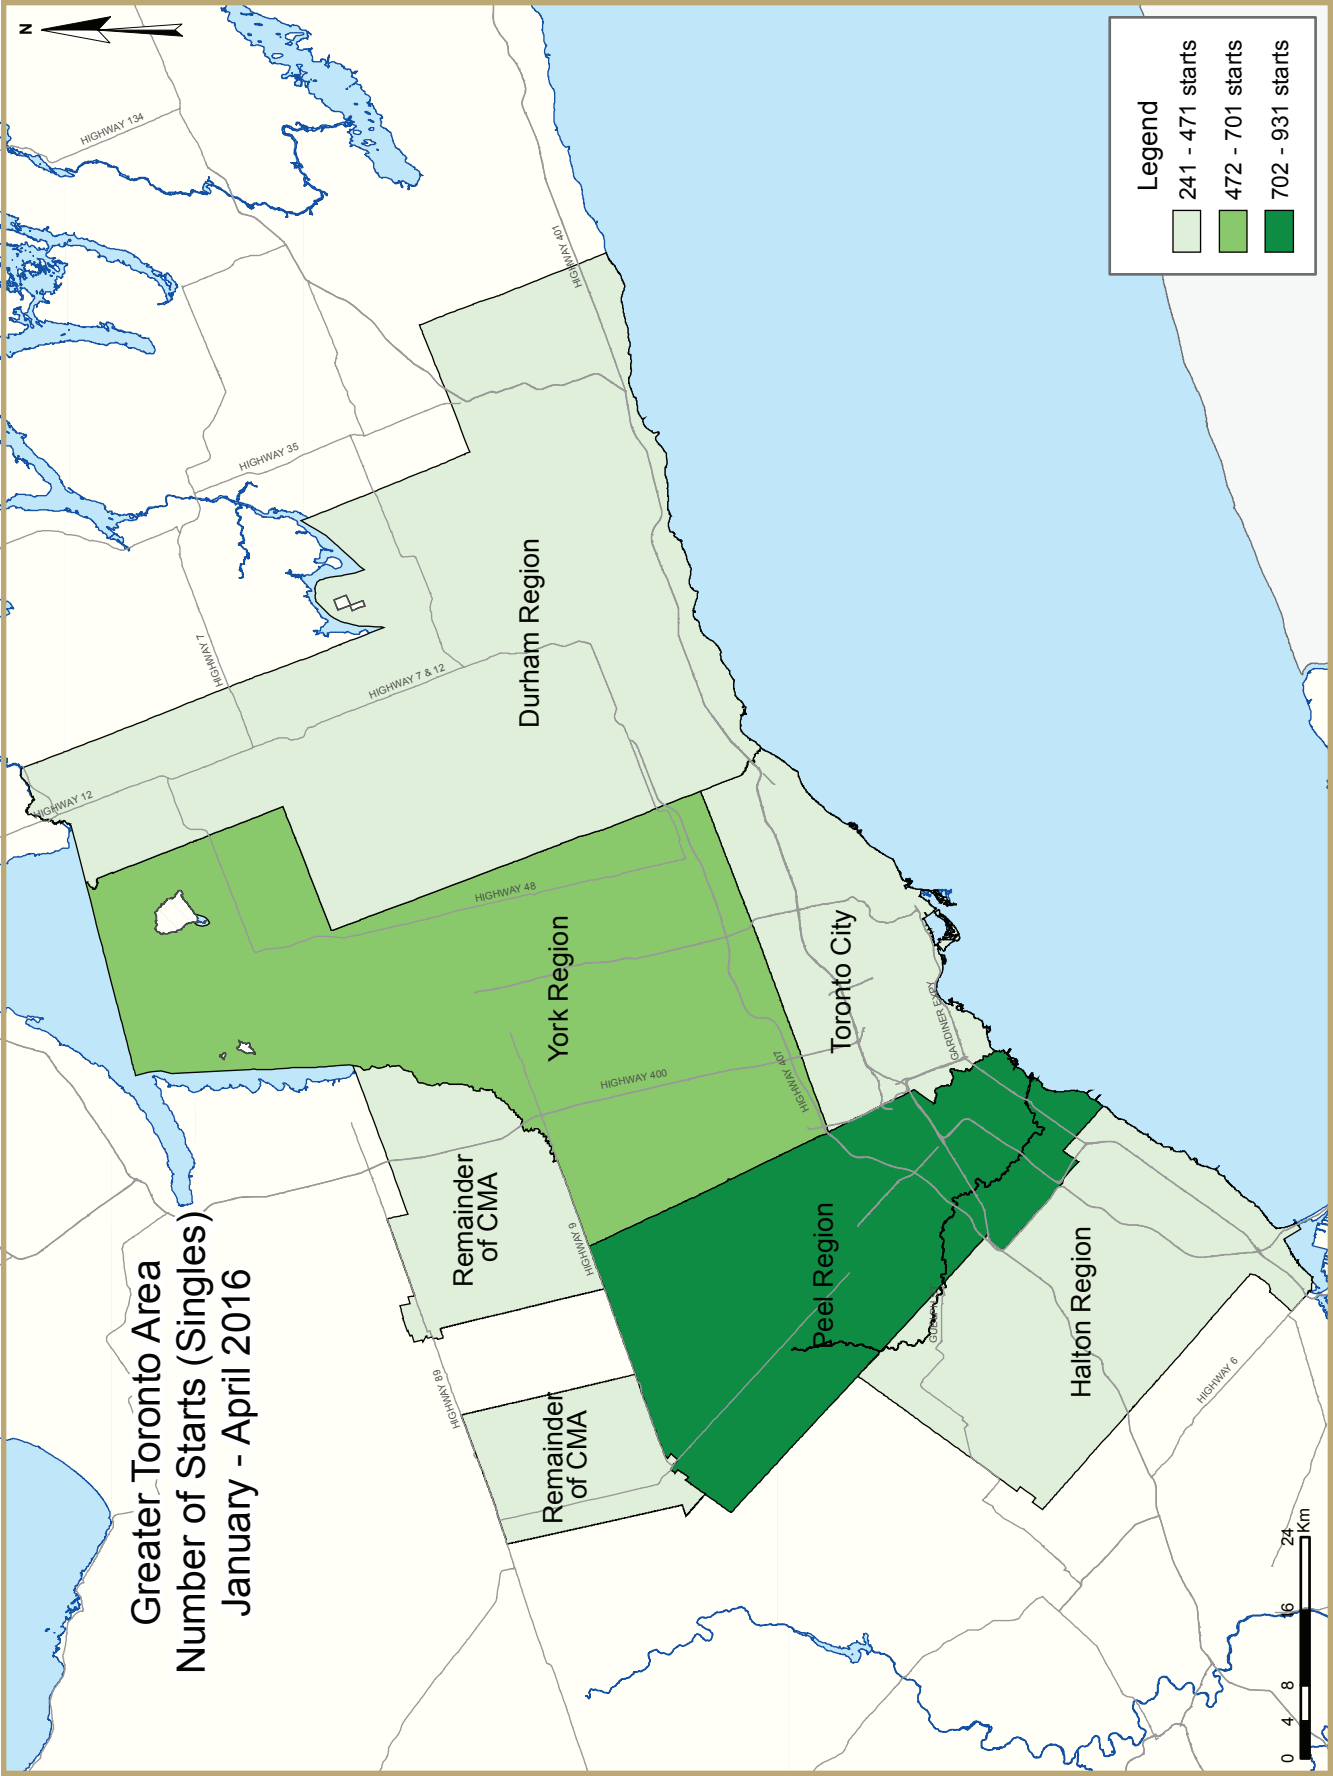 Greater Toronto Area
Number of Starts (Singles)
January - April 2016
N
HIGHWAY 134
HIGHWAY 401
HIGHWAY 35
HIGHWAY 7
HIGHWAY 7 & 12
HIGHWAY 12
Durham Region
HIGHWAY 48
York Region
Toronto City
GARDINER EXPY
HIGHWAY 407
HIGHWAY 400
Remainder
of CMA
HIGHWAY 9
Peel Region
Halton Region
HIGHWAY 89
Remainder
of CMA
HIGHWAY 6
Legend
241 - 471 starts
472 - 701 starts
702 - 931 starts
0 4 8 16 24
Km